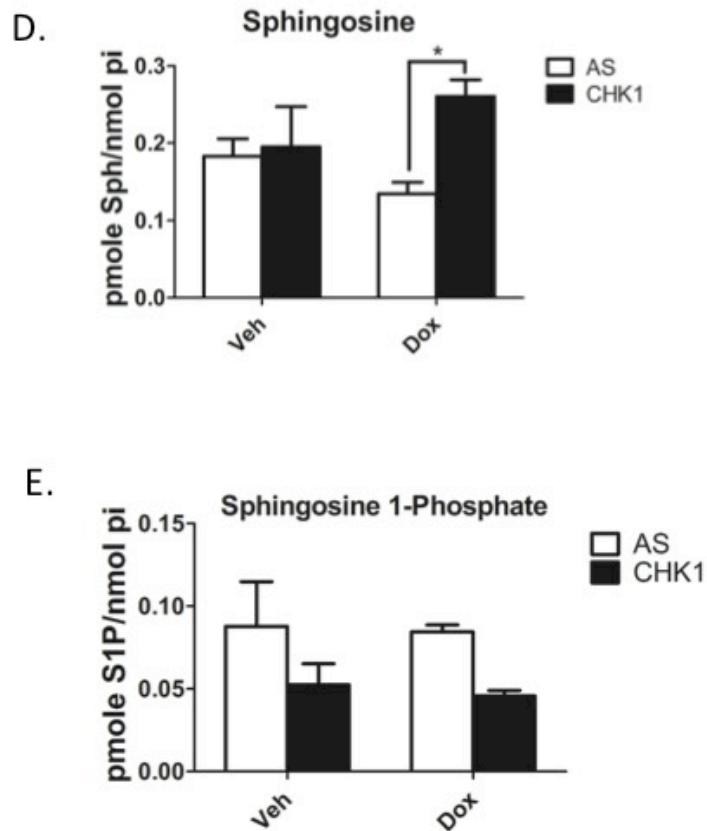 D.
Sphingosine
pmole Sph/nmol pi
0.3
0.2
0.1
0.0
*
AS
CHK1
Veh
Dox
E.
Sphingosine 1-Phosphate
pmole S1P/nmol pi
0.15
0.10
0.05
0.00
AS
CHK1
Veh
Dox